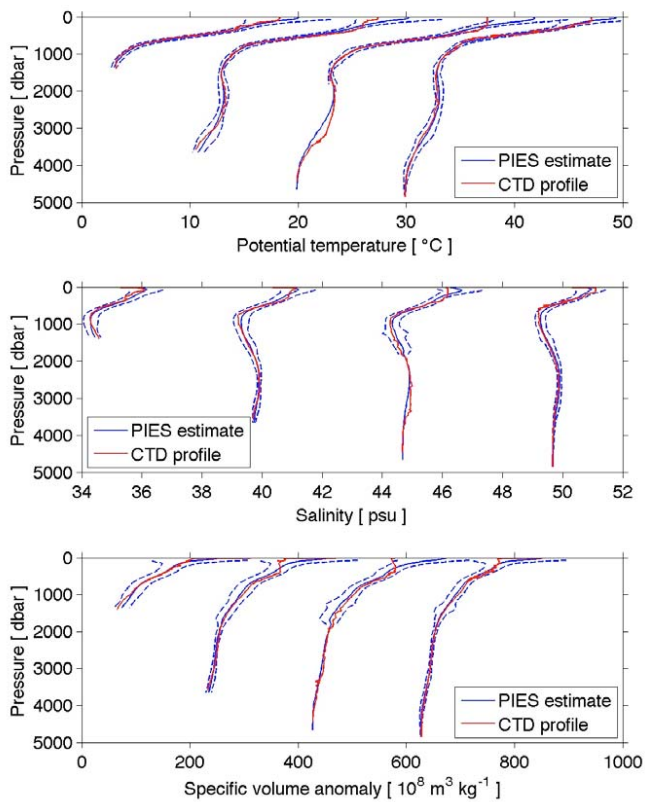 0
1000
2000
3000
4000
5000
Pressure [ dbar]
PIES estimate
CTD profile
0 10 20 30 40 50
Potential temperature [ °C]
0
1000
2000
3000
4000
5000
Pressure [ dbar]
PIES estimate
CTD profile
34 36 38 40 42 44 46 48 50 52
Salinity [ psu]
0
1000
2000
3000
4000
5000
Pressure [ dbar]
PIES estimate
CTD profile
0 200 400 600 800 1000
Specific volume anomaly [ 10⁸ m³ kg⁻¹]